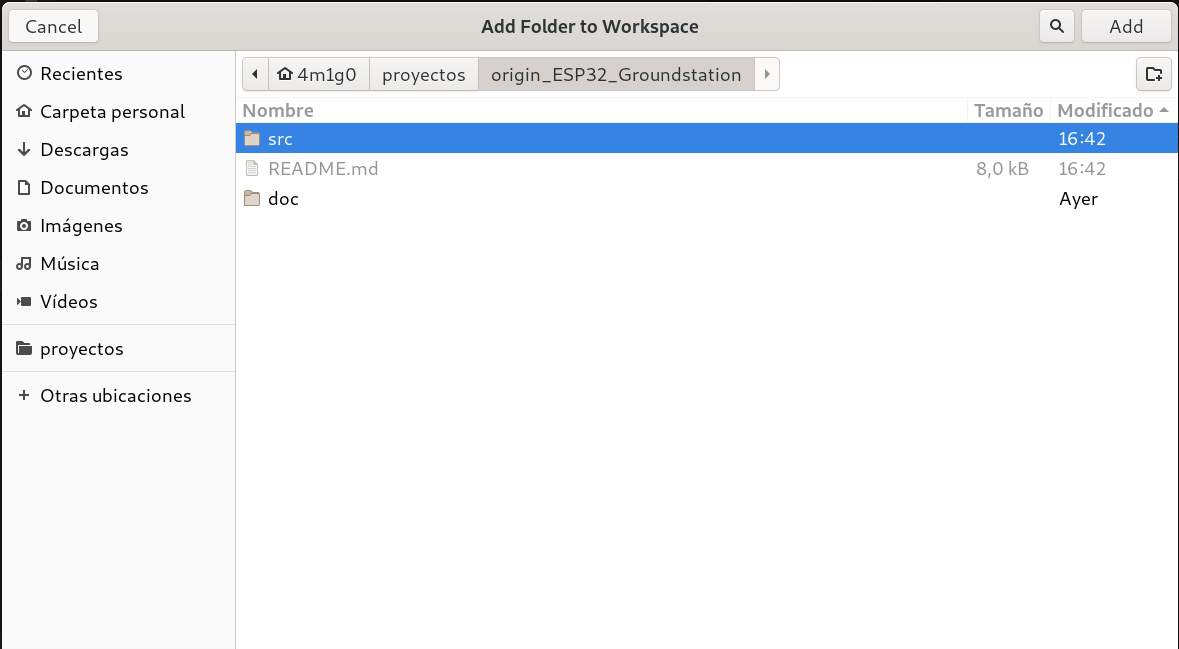 Cancel Add Folder to Workspace Add
Recientes
Carpeta personal
Descargas
Documentos
Imágenes
Música
Vídeos
proyectos
Otras ubicaciones
4m1g0 proyectos origin_ESP32_Groundstation
Nombre Tamaño Modificado
src 16:42
README.md 8,0 kB 16:42
doc Ayer